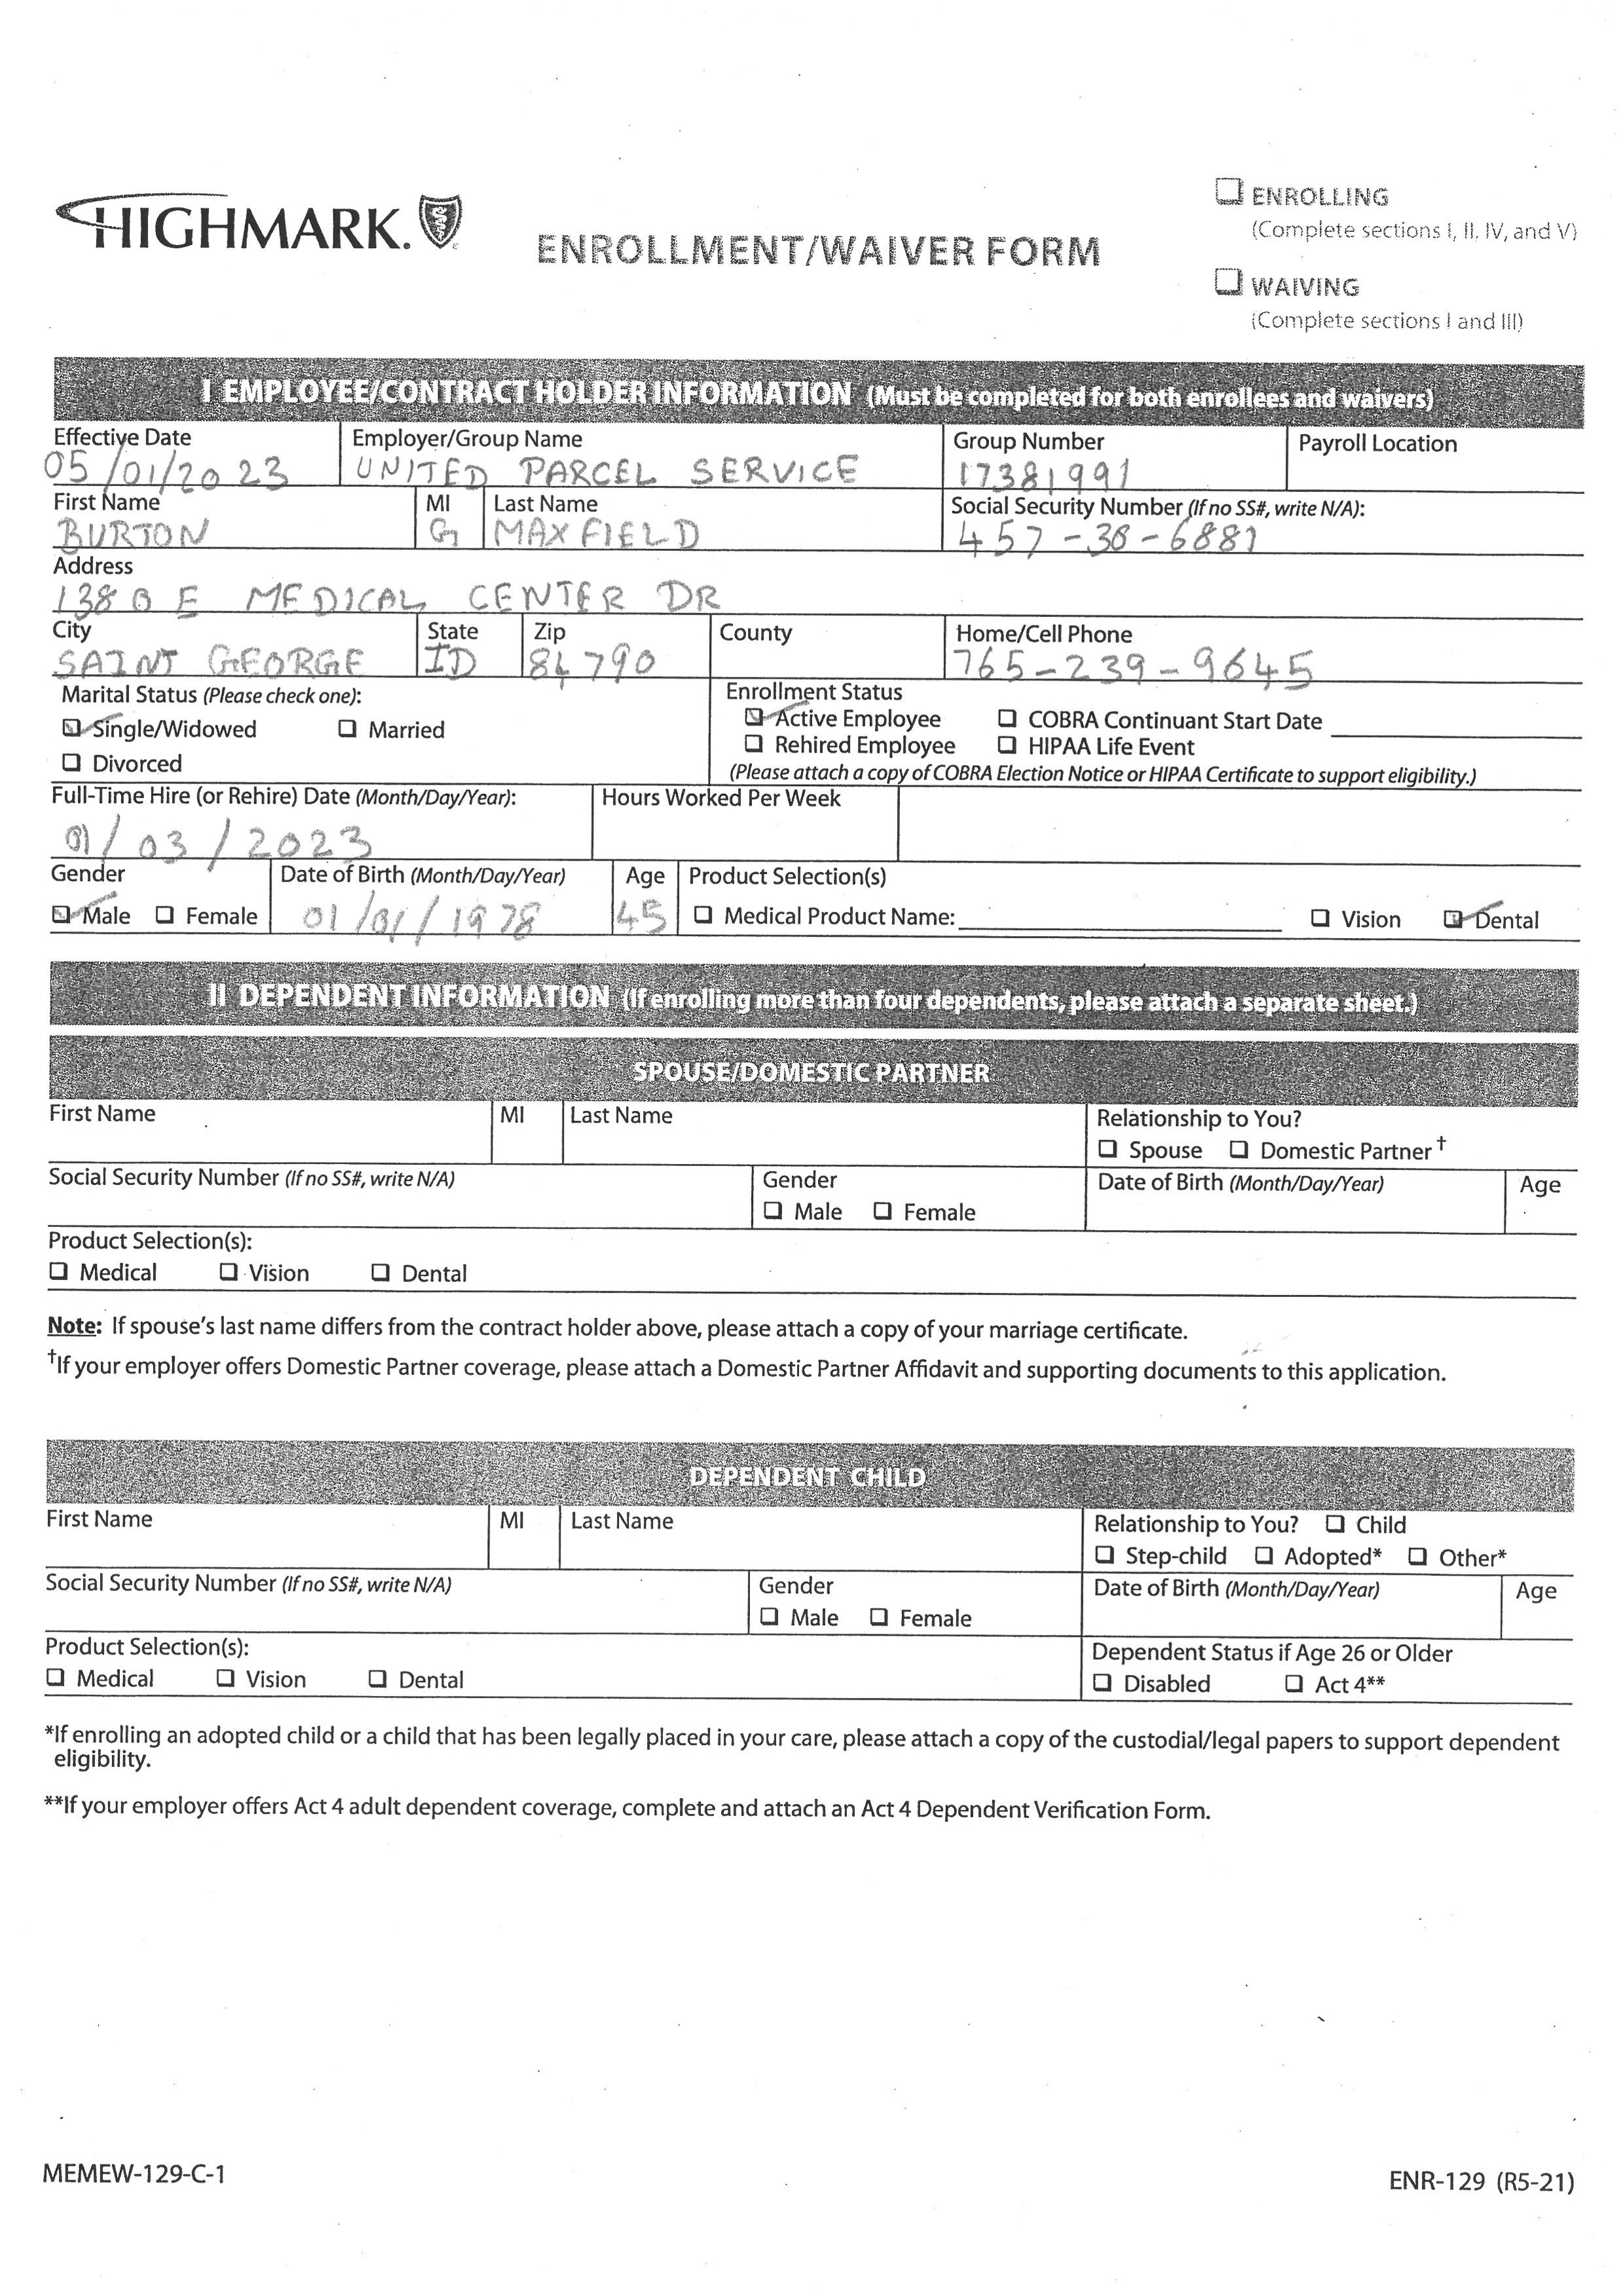 HIGHMARK.
ENROLLMENT/WAIVER FORM
☐ ENROLLING
(Complete sections I, II, IV, and V)
☐ WAIVING
(Complete sections I and III)
I EMPLOYEE/CONTRACT HOLDER INFORMATION (Must be completed for both enrollees and waivers)
Effective Date Employer/Group Name Group Number Payroll Location
05/01/2023 UNITED PARCEL SERVICE 17381991
First Name MI Last Name Social Security Number (If no SS#, write N/A):
BURTON G MAXFIELD 457-38-6881
Address
138 B E MEDICAL CENTER DR
City State Zip County Home/Cell Phone
SAINT GEORGE ID 84790 765-239-9645
Marital Status (Please check one): Enrollment Status
☑ Single/Widowed ☐ Married ☑ Active Employee ☐ COBRA Continuant Start Date
☐ Divorced ☐ Rehired Employee ☐ HIPAA Life Event
(Please attach a copy of COBRA Election Notice or HIPAA Certificate to support eligibility.)
Full-Time Hire (or Rehire) Date (Month/Day/Year): Hours Worked Per Week
01/03/2023
Gender Date of Birth (Month/Day/Year) Age Product Selection(s)
☑ Male ☐ Female 01/01/1978 45 ☐ Medical Product Name: ☐ Vision ☑ Dental
II DEPENDENT INFORMATION (If enrolling more than four dependents, please attach a separate sheet.)
SPOUSE/DOMESTIC PARTNER
First Name MI Last Name Relationship to You?
☐ Spouse ☐ Domestic Partner†
Social Security Number (If no SS#, write N/A) Gender Date of Birth (Month/Day/Year) Age
☐ Male ☐ Female
Product Selection(s):
☐ Medical ☐ Vision ☐ Dental
Note: If spouse's last name differs from the contract holder above, please attach a copy of your marriage certificate.
†If your employer offers Domestic Partner coverage, please attach a Domestic Partner Affidavit and supporting documents to this application.
DEPENDENT CHILD
First Name MI Last Name Relationship to You? ☐ Child
☐ Step-child ☐ Adopted* ☐ Other*
Social Security Number (If no SS#, write N/A) Gender Date of Birth (Month/Day/Year) Age
☐ Male ☐ Female
Product Selection(s): Dependent Status if Age 26 or Older
☐ Medical ☐ Vision ☐ Dental ☐ Disabled ☐ Act 4**
*If enrolling an adopted child or a child that has been legally placed in your care, please attach a copy of the custodial/legal papers to support dependent
eligibility.
**If your employer offers Act 4 adult dependent coverage, complete and attach an Act 4 Dependent Verification Form.
MEMEW-129-C-1 ENR-129 (R5-21)